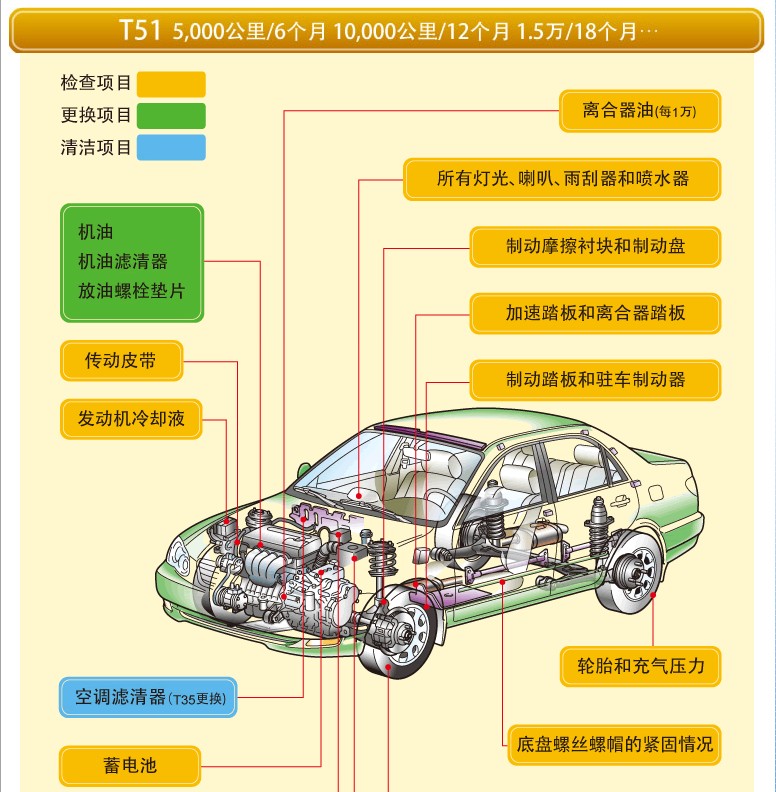 T51 5,000公里/6个月 10,000公里/12个月 1.5万/18个月…
检查项目
更换项目
清洁项目
离合器油(每1万)
所有灯光、喇叭、雨刮器和喷水器
机油
机油滤清器
放油螺栓垫片
制动摩擦衬块和制动盘
加速踏板和离合器踏板
传动皮带
制动踏板和驻车制动器
发动机冷却液
轮胎和充气压力
空调滤清器(T35更换)
底盘螺丝螺帽的紧固情况
蓄电池